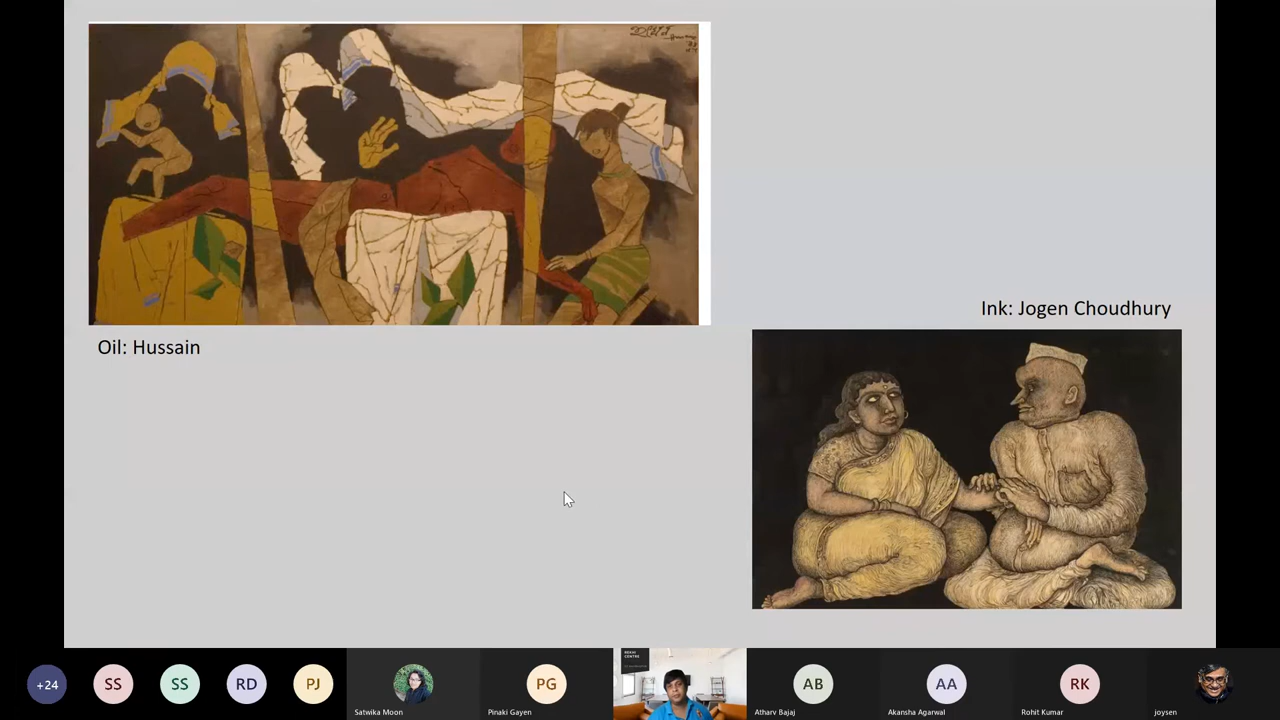 Ink: Jogen Choudhury
Oil: Hussain
+24
SS
SS
RD
PJ
Satwika Moon
PG
Pinaki Gayen
AB
Atharv Bajaj
AA
Akansha Agarwal
RK
Rohit Kumar
joysen